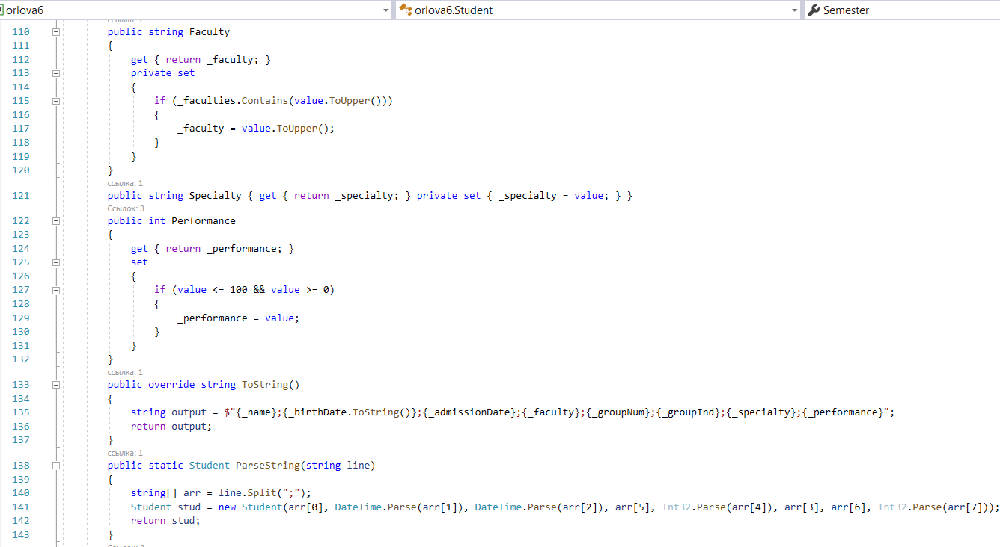 orlova6 orlova6.Student Semester
ссылка: 1
110 public string Faculty
111 {
112 get { return _faculty; }
113 private set
114 {
115 if (_faculties.Contains(value.ToUpper()))
116 {
117 _faculty = value.ToUpper();
118 }
119 }
120 }
ссылка: 1
121 public string Specialty { get { return _specialty; } private set { _specialty = value; } }
Ссылок: 3
122 public int Performance
123 {
124 get { return _performance; }
125 set
126 {
127 if (value <= 100 && value >= 0)
128 {
129 _performance = value;
130 }
131 }
132 }
ссылка: 1
133 public override string ToString()
134 {
135 string output = $"{_name};{_birthDate.ToString()};{_admissionDate};{_faculty};{_groupNum};{_groupInd};{_specialty};{_performance}";
136 return output;
137 }
ссылка: 1
138 public static Student ParseString(string line)
139 {
140 string[] arr = line.Split(";");
141 Student stud = new Student(arr[0], DateTime.Parse(arr[1]), DateTime.Parse(arr[2]), arr[5], Int32.Parse(arr[4]), arr[3], arr[6], Int32.Parse(arr[7]));
142 return stud;
143 }